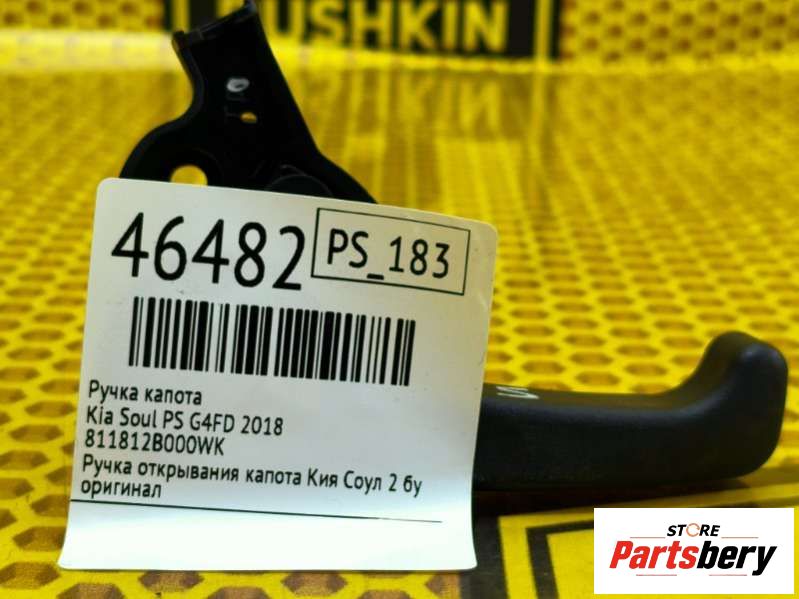 PUSHKIN
46482
PS_183
Ручка капота
Kia Soul PS G4FD 2018
811812B000WK
Ручка открывания капота Кия Соул 2 бу
оригинал
STORE
Partsbery